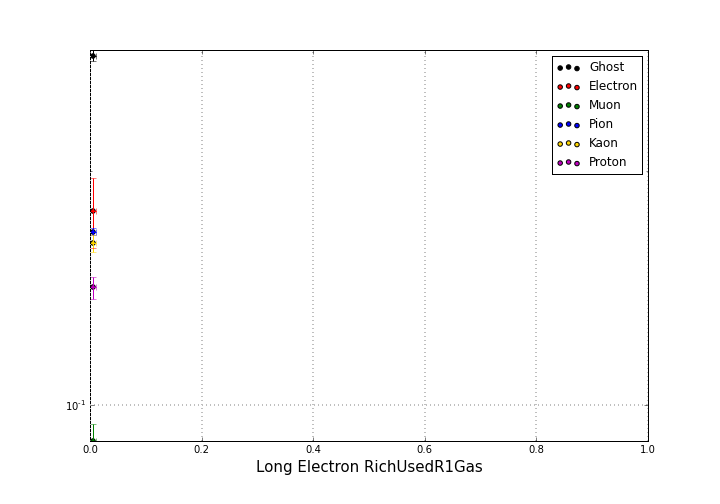 Ghost
Electron
Muon
Pion
Kaon
Proton
10^-1
0.0 0.2 0.4 0.6 0.8 1.0
Long Electron RichUsedR1Gas